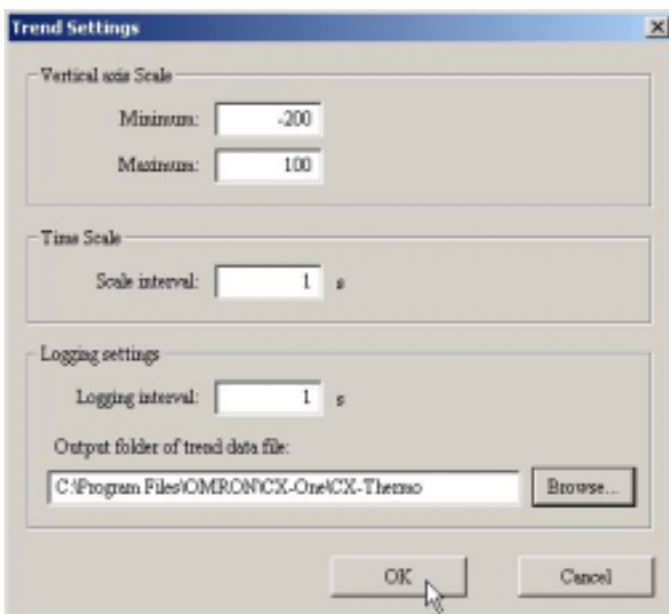 Trend Settings
Vertical axis Scale
Minimum: -200
Maximum: 100
Time Scale
Scale interval: 1 s
Logging settings
Logging interval: 1 s
Output folder of trend data file:
C:\Program Files\OMRON\CX-One\CX-Thermo Browse...
OK Cancel